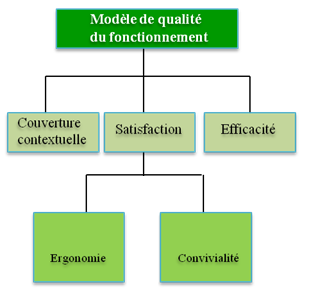 Modèle de qualité
du fonctionnement
Couverture
contextuelle
Satisfaction
Efficacité
Ergonomie
Convivialité